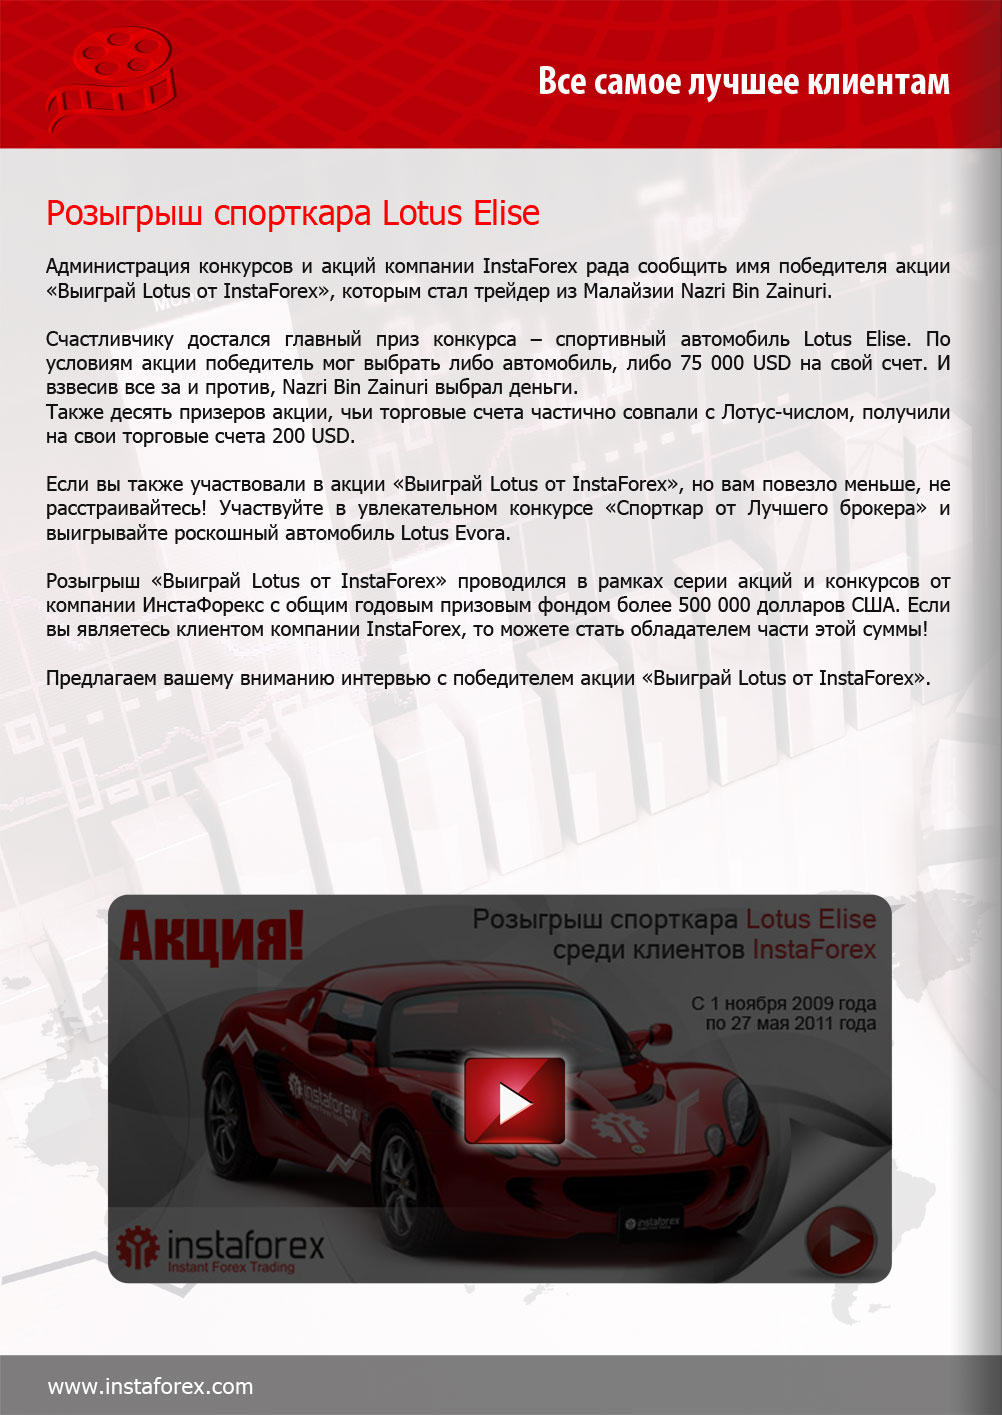 Все самое лучшее клиентам
Розыгрыш спорткара Lotus Elise
Администрация конкурсов и акций компании InstaForex рада сообщить имя победителя акции
«Выиграй Lotus от InstaForex», которым стал трейдер из Малайзии Nazri Bin Zainuri.
Счастливчику достался главный приз конкурса – спортивный автомобиль Lotus Elise. По
условиям акции победитель мог выбрать либо автомобиль, либо 75 000 USD на свой счет. И
взвесив все за и против, Nazri Bin Zainuri выбрал деньги.
Также десять призеров акции, чьи торговые счета частично совпали с Лотус-числом, получили
на свои торговые счета 200 USD.
Если вы также участвовали в акции «Выиграй Lotus от InstaForex», но вам повезло меньше, не
расстраивайтесь! Участвуйте в увлекательном конкурсе «Спорткар от Лучшего брокера» и
выигрывайте роскошный автомобиль Lotus Evora.
Розыгрыш «Выиграй Lotus от InstaForex» проводился в рамках серии акций и конкурсов от
компании ИнстаФорекс с общим годовым призовым фондом более 500 000 долларов США. Если
вы являетесь клиентом компании InstaForex, то можете стать обладателем части этой суммы!
Предлагаем вашему вниманию интервью с победителем акции «Выиграй Lotus от InstaForex».
Акция!
Розыгрыш спорткара Lotus Elise
среди клиентов InstaForex
С 1 ноября 2009 года
по 27 мая 2011 года
instaforex
instaforex
instaforex
Instant Forex Trading
www.instaforex.com